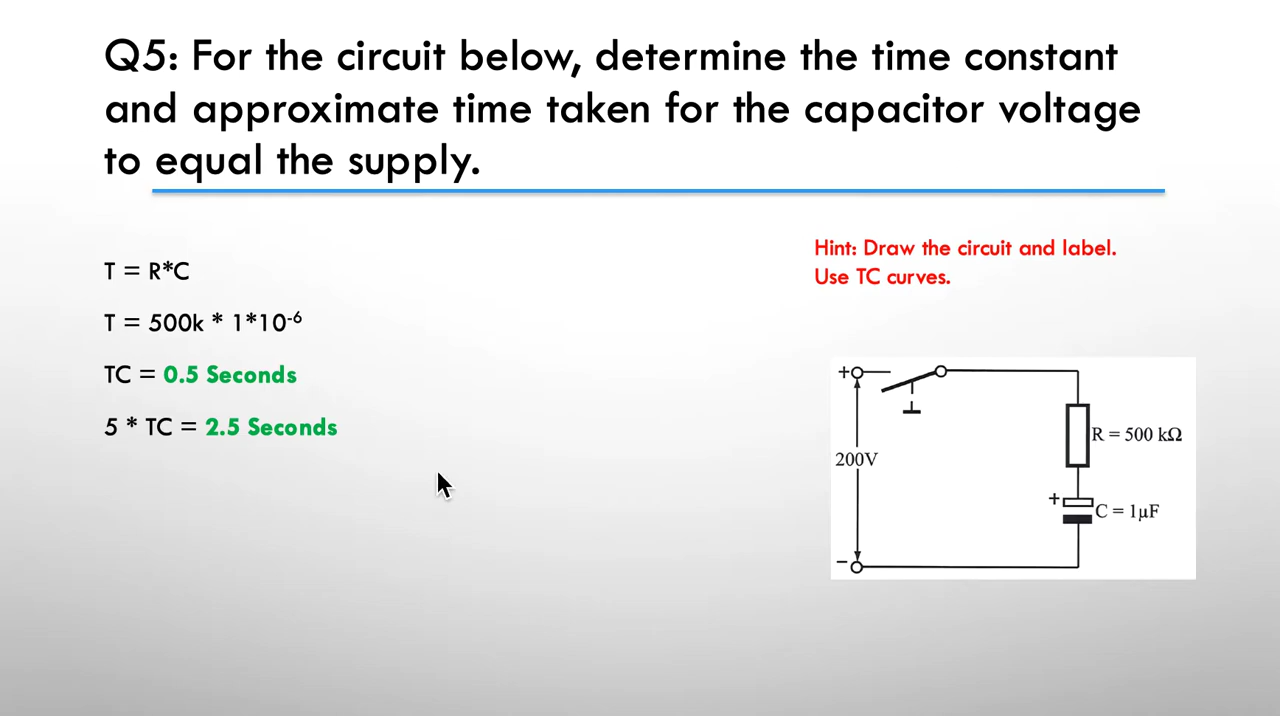 Q5: For the circuit below, determine the time constant
and approximate time taken for the capacitor voltage
to equal the supply.
Hint: Draw the circuit and label.
Use TC curves.
T = R*C
T = 500k * 1*10⁻⁶
TC = 0.5 Seconds
5 * TC = 2.5 Seconds
+
200V
−
R = 500 kΩ
+
C = 1µF